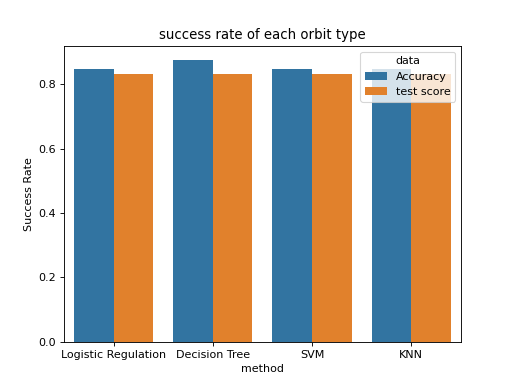 success rate of each orbit type
data
Accuracy
test score
Success Rate
0.8
0.6
0.4
0.2
0.0
Logistic Regulation Decision Tree SVM KNN
method